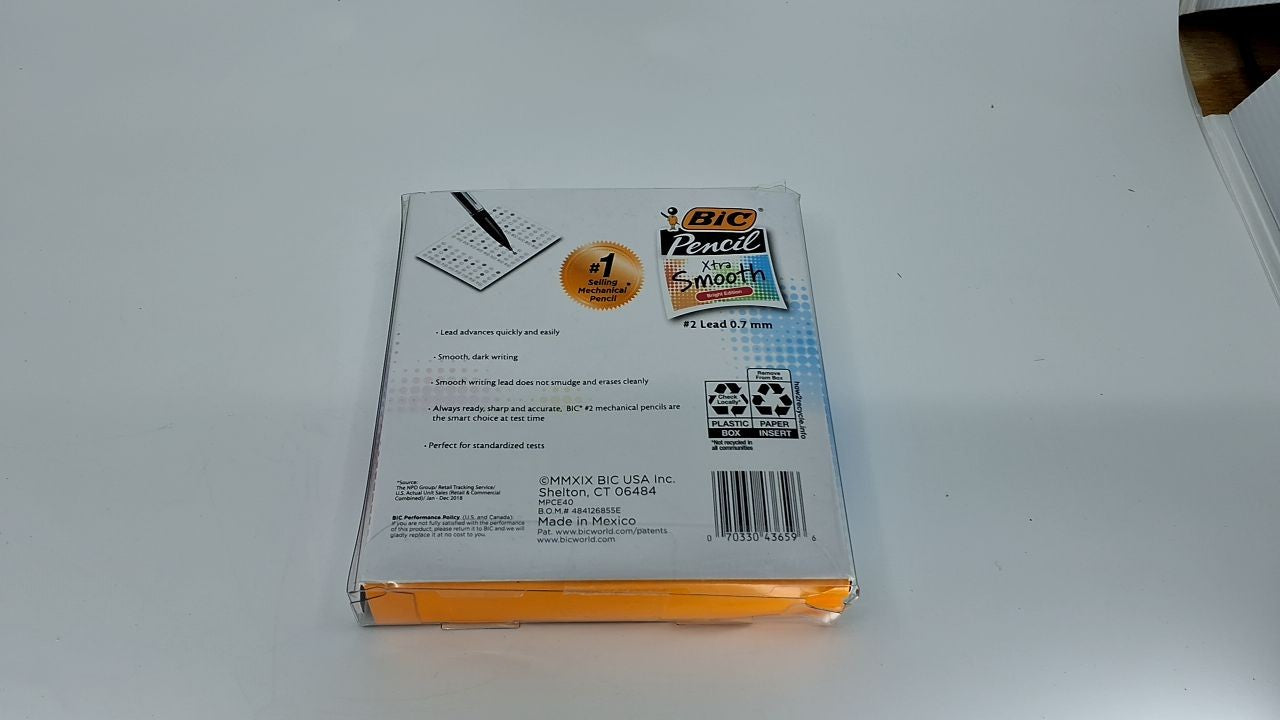 BiC®
Pencil
Xtra
Smooth
Bright Edition
#2 Lead 0.7 mm
#1
Selling
Mechanical
Pencil*
• Lead advances quickly and easily
• Smooth, dark writing
• Smooth writing lead does not smudge and erases cleanly
• Always ready, sharp and accurate, BIC® #2 mechanical pencils are
the smart choice at test time
• Perfect for standardized tests
Remove
From Box
Check
Locally*
PLASTIC
BOX
PAPER
INSERT
*Not recycled in
all communities
how2recycle.info
*Source:
The NPD Group/ Retail Tracking Service/
U.S. Actual Unit Sales (Retail & Commercial
Combined)/ Jan - Dec 2018
BIC Performance Policy. (U.S. and Canada):
If you are not fully satisfied with the performance
of this product, please return it to BIC and we will
gladly replace it at no cost to you.
©MMXIX BIC USA Inc.
Shelton, CT 06484
MPCE40
B.O.M.# 484126855E
Made in Mexico
Pat. www.bicworld.com/patents
www.bicworld.com
0 70330 43659 6